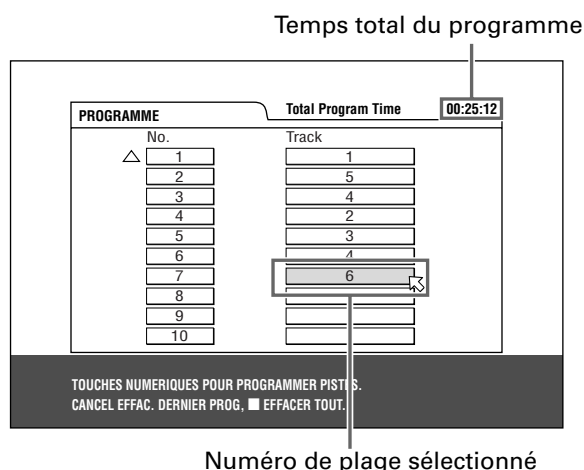 Temps total du programme
PROGRAMME Total Program Time 00:25:12
No. Track
1 1
2 5
3 4
4 2
5 3
6 4
7 6
8
9
10
TOUCHES NUMERIQUES POUR PROGRAMMER PISTES.
CANCEL EFFAC. DERNIER PROG, ■ EFFACER TOUT.
Numéro de plage sélectionné